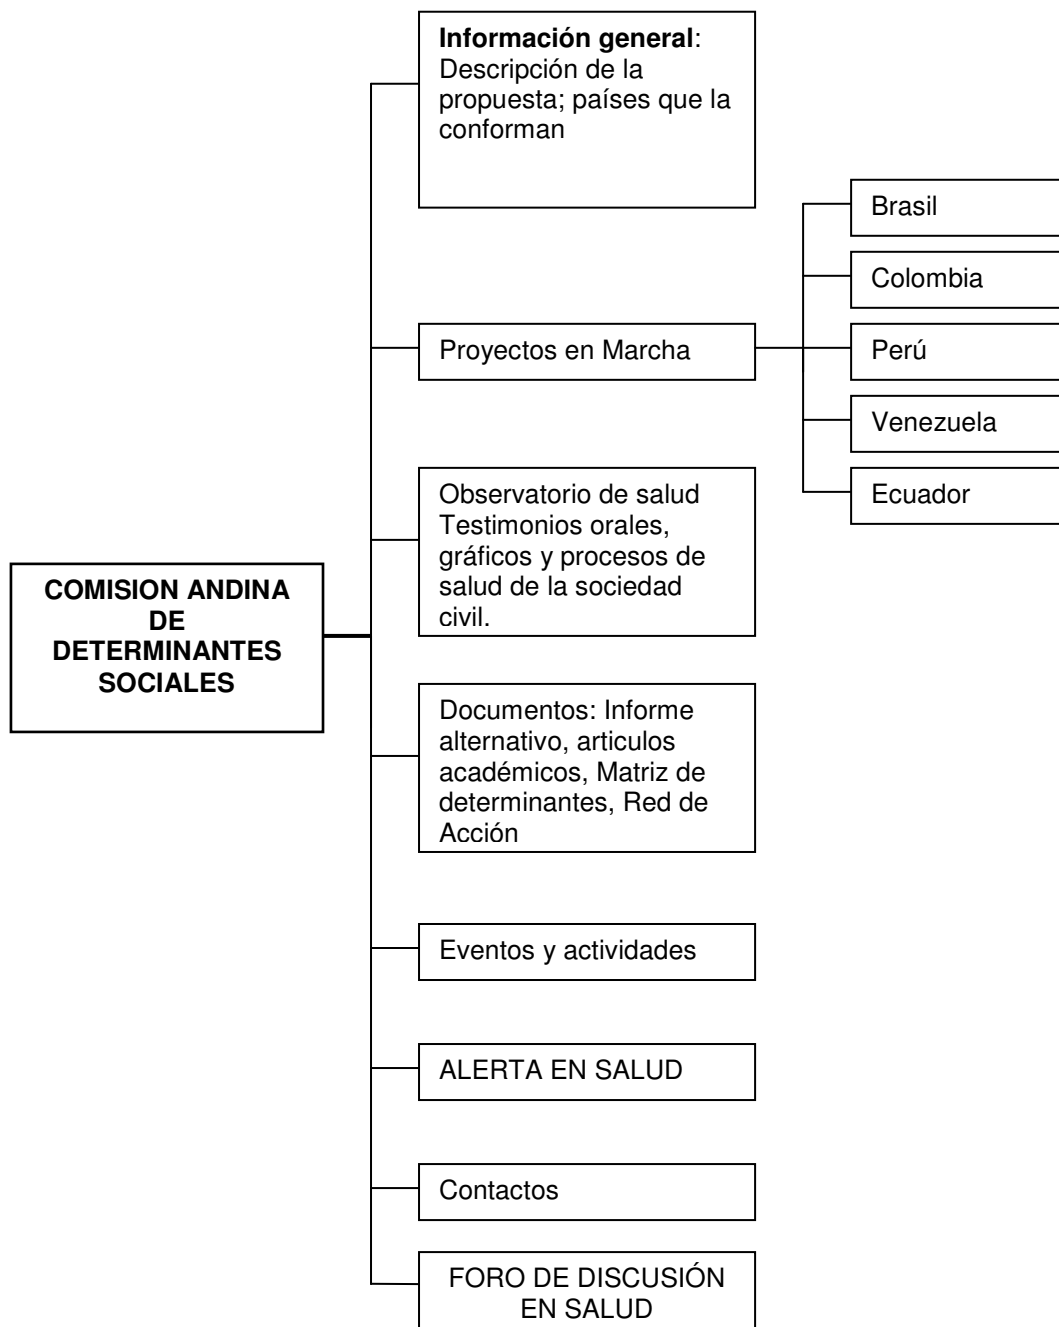 Información general:
Descripción de la
propuesta; países que la
conforman
Brasil
Colombia
Proyectos en Marcha
Perú
Venezuela
Ecuador
Observatorio de salud
Testimonios orales,
gráficos y procesos de
salud de la sociedad
civil.
COMISION ANDINA
DE
DETERMINANTES
SOCIALES
Documentos: Informe
alternativo, articulos
académicos, Matriz de
determinantes, Red de
Acción
Eventos y actividades
ALERTA EN SALUD
Contactos
FORO DE DISCUSIÓN
EN SALUD